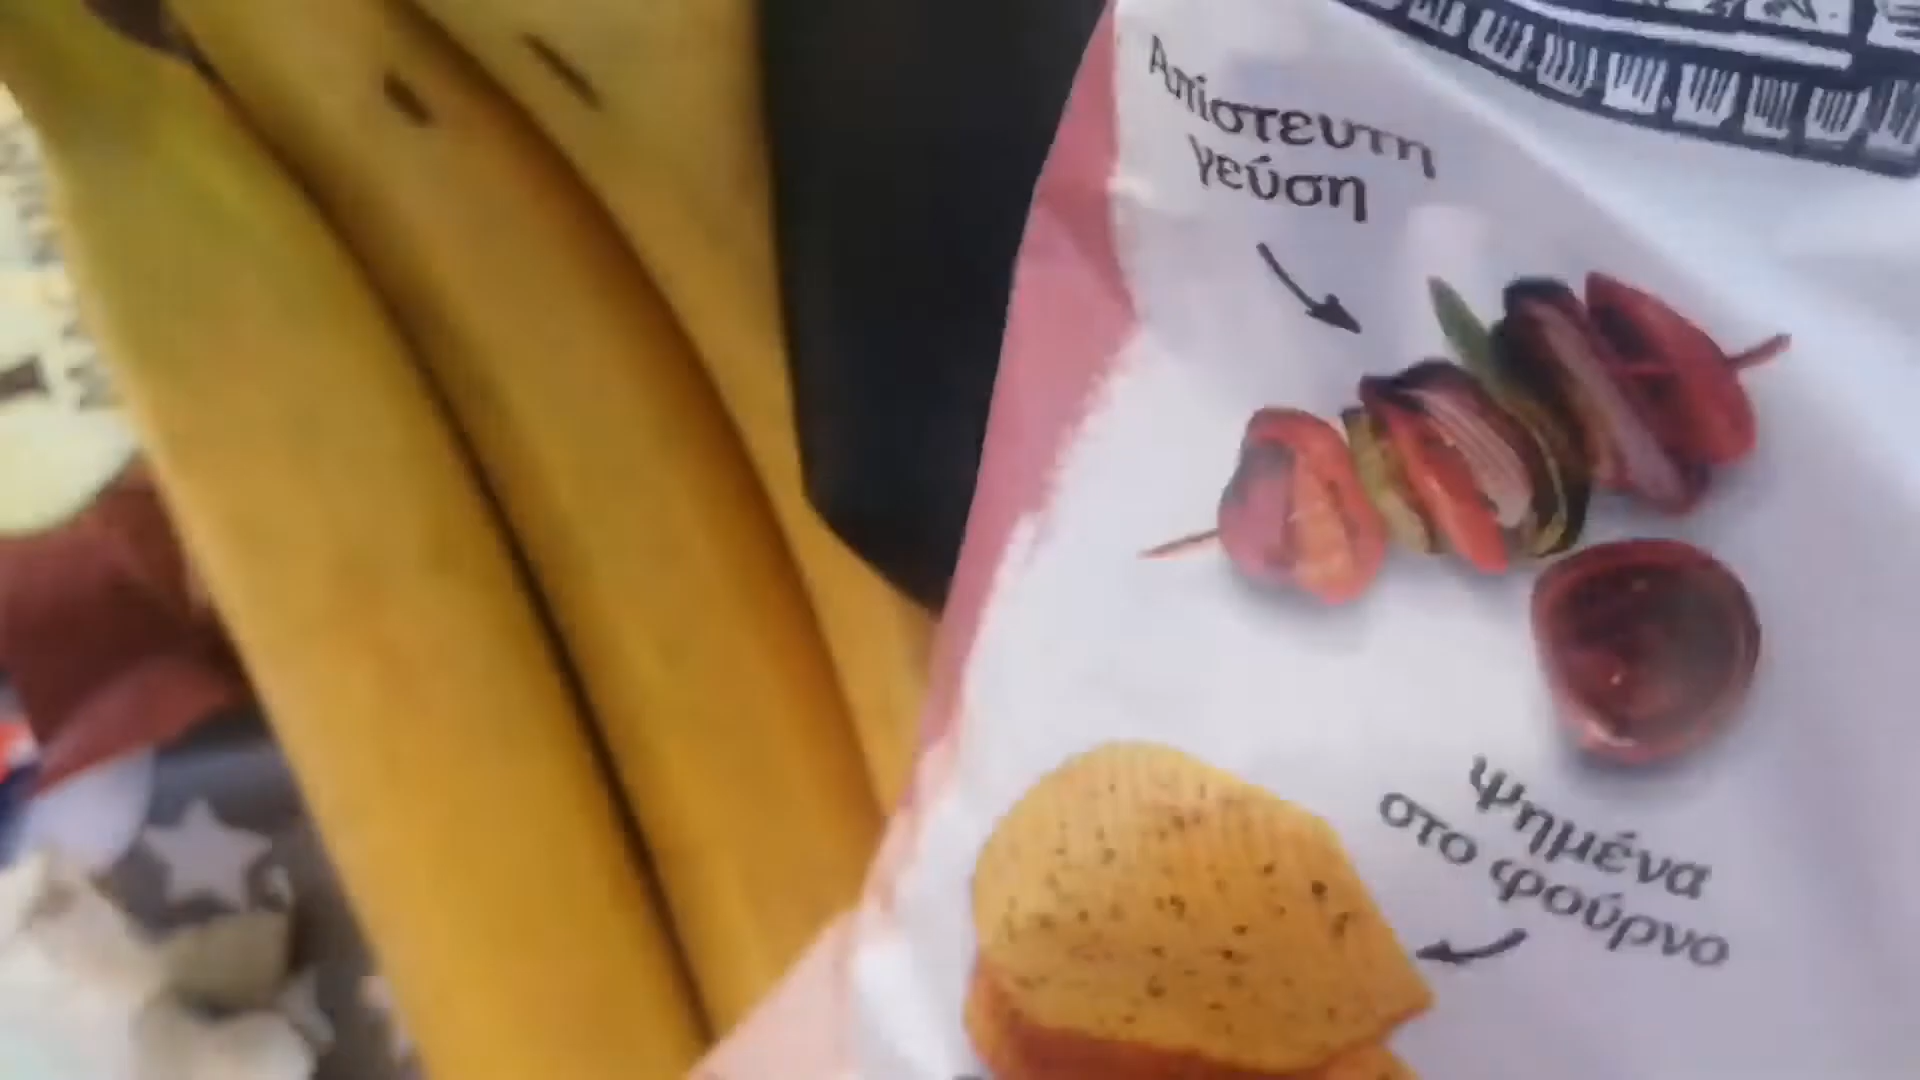 Απίστευτη
γεύση
Ψημένα
στο φούρνο